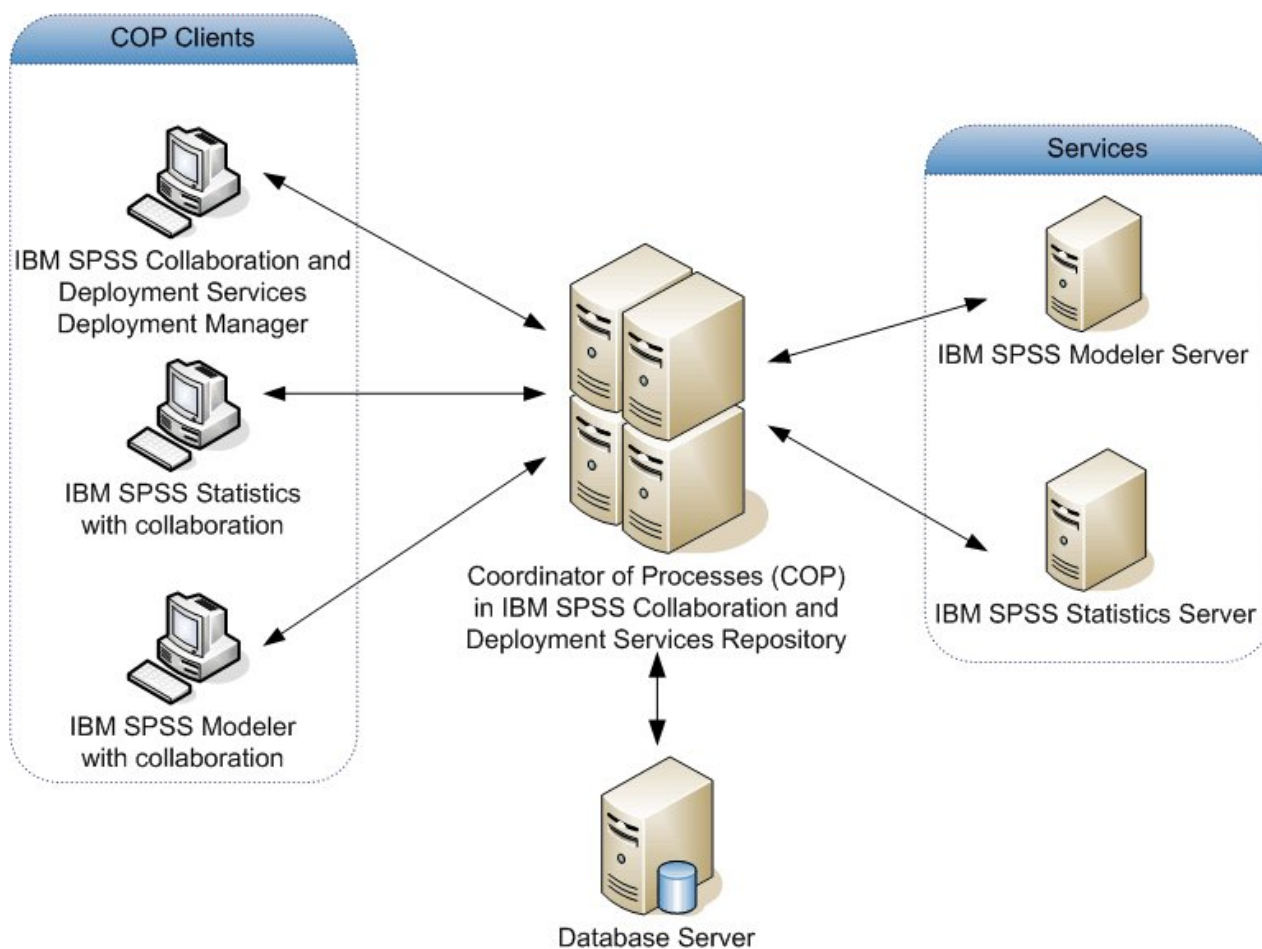 COP Clients
IBM SPSS Collaboration and
Deployment Services
Deployment Manager
IBM SPSS Statistics
with collaboration
IBM SPSS Modeler
with collaboration
Coordinator of Processes (COP)
in IBM SPSS Collaboration and
Deployment Services Repository
Database Server
Services
IBM SPSS Modeler Server
IBM SPSS Statistics Server